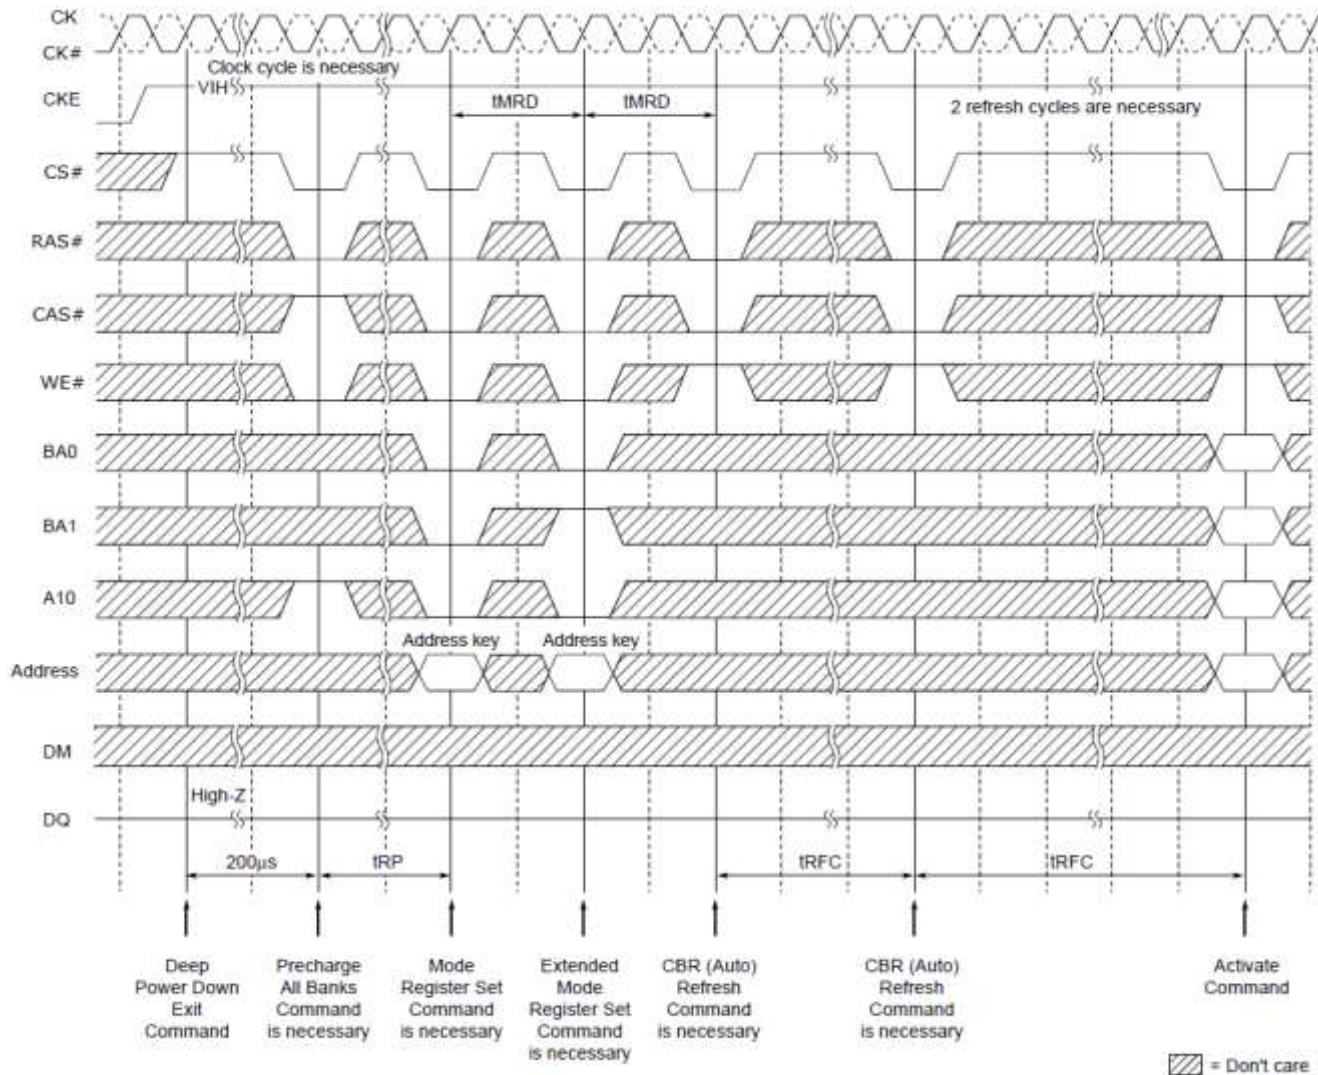 CK
CK#
Clock cycle is necessary
CKE
VIH
tMRD
tMRD
2 refresh cycles are necessary
CS#
RAS#
CAS#
WE#
BA0
BA1
A10
Address key
Address key
Address
DM
High-Z
DQ
200µs
tRP
tRFC
tRFC
Deep
Power Down
Exit
Command
Precharge
All Banks
Command
is necessary
Mode
Register Set
Command
is necessary
Extended
Mode
Register Set
Command
is necessary
CBR (Auto)
Refresh
Command
is necessary
CBR (Auto)
Refresh
Command
is necessary
Activate
Command
= Don't care